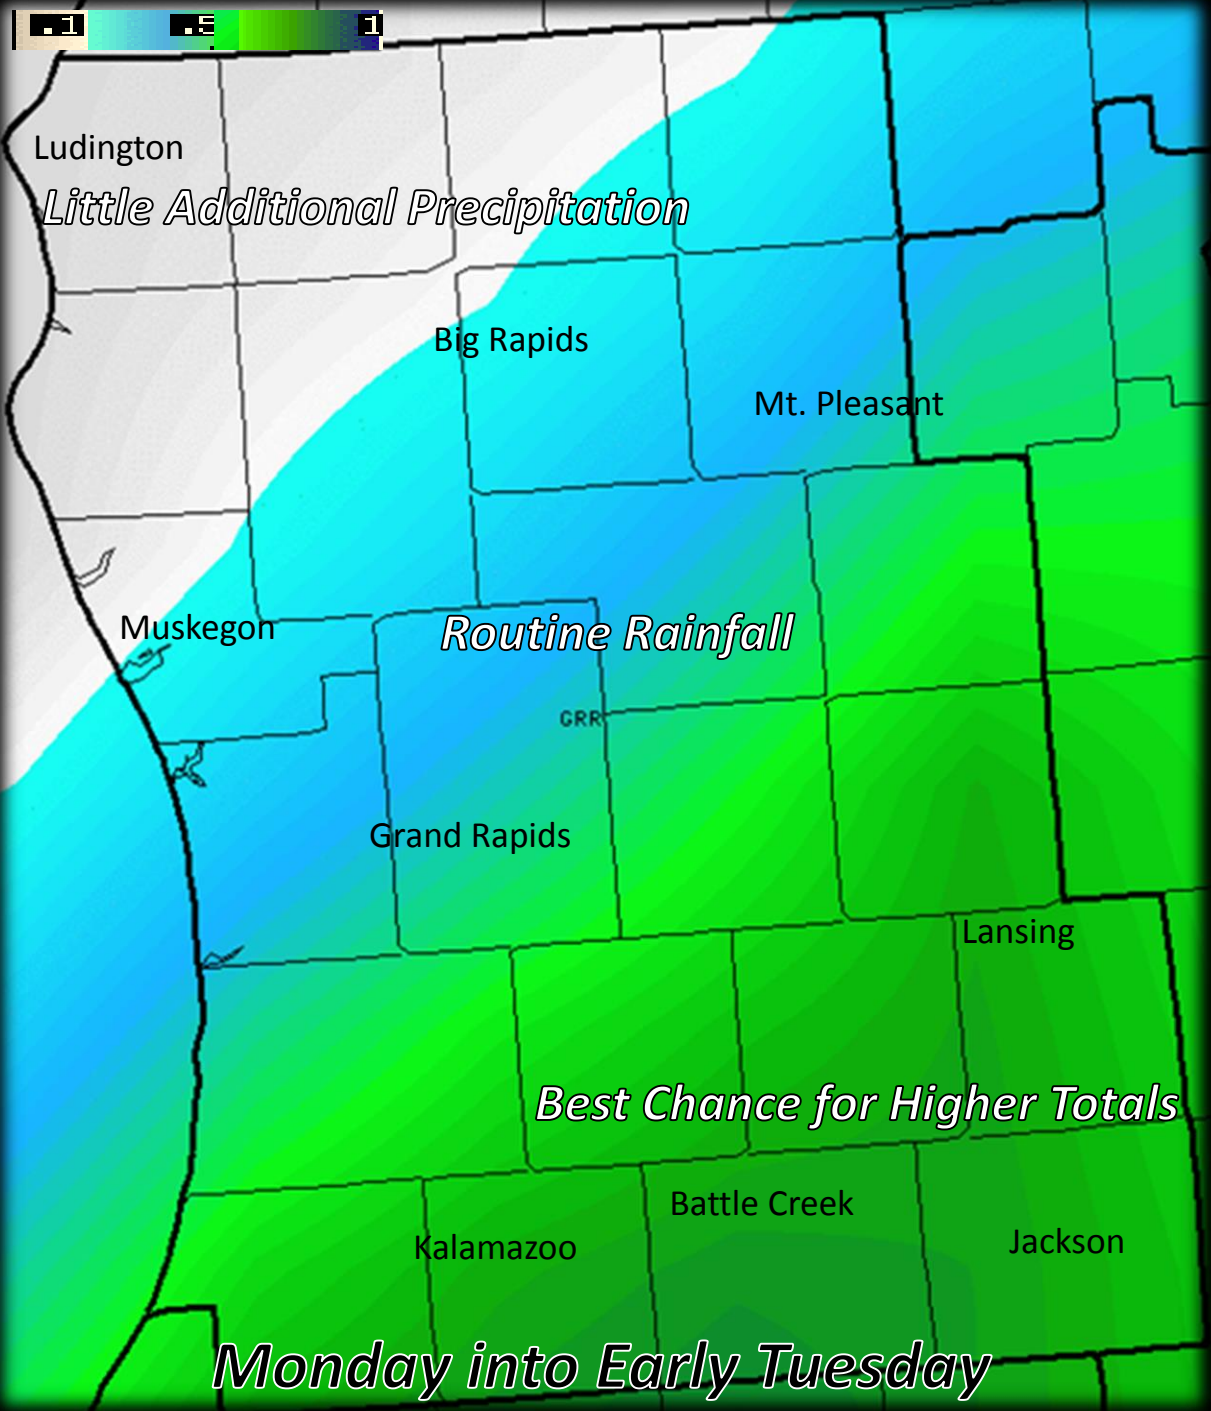 .1 .5 1
Ludington
Little Additional Precipitation
Big Rapids
Mt. Pleasant
Muskegon
Routine Rainfall
GRR
Grand Rapids
Lansing
Best Chance for Higher Totals
Battle Creek
Kalamazoo
Jackson
Monday into Early Tuesday